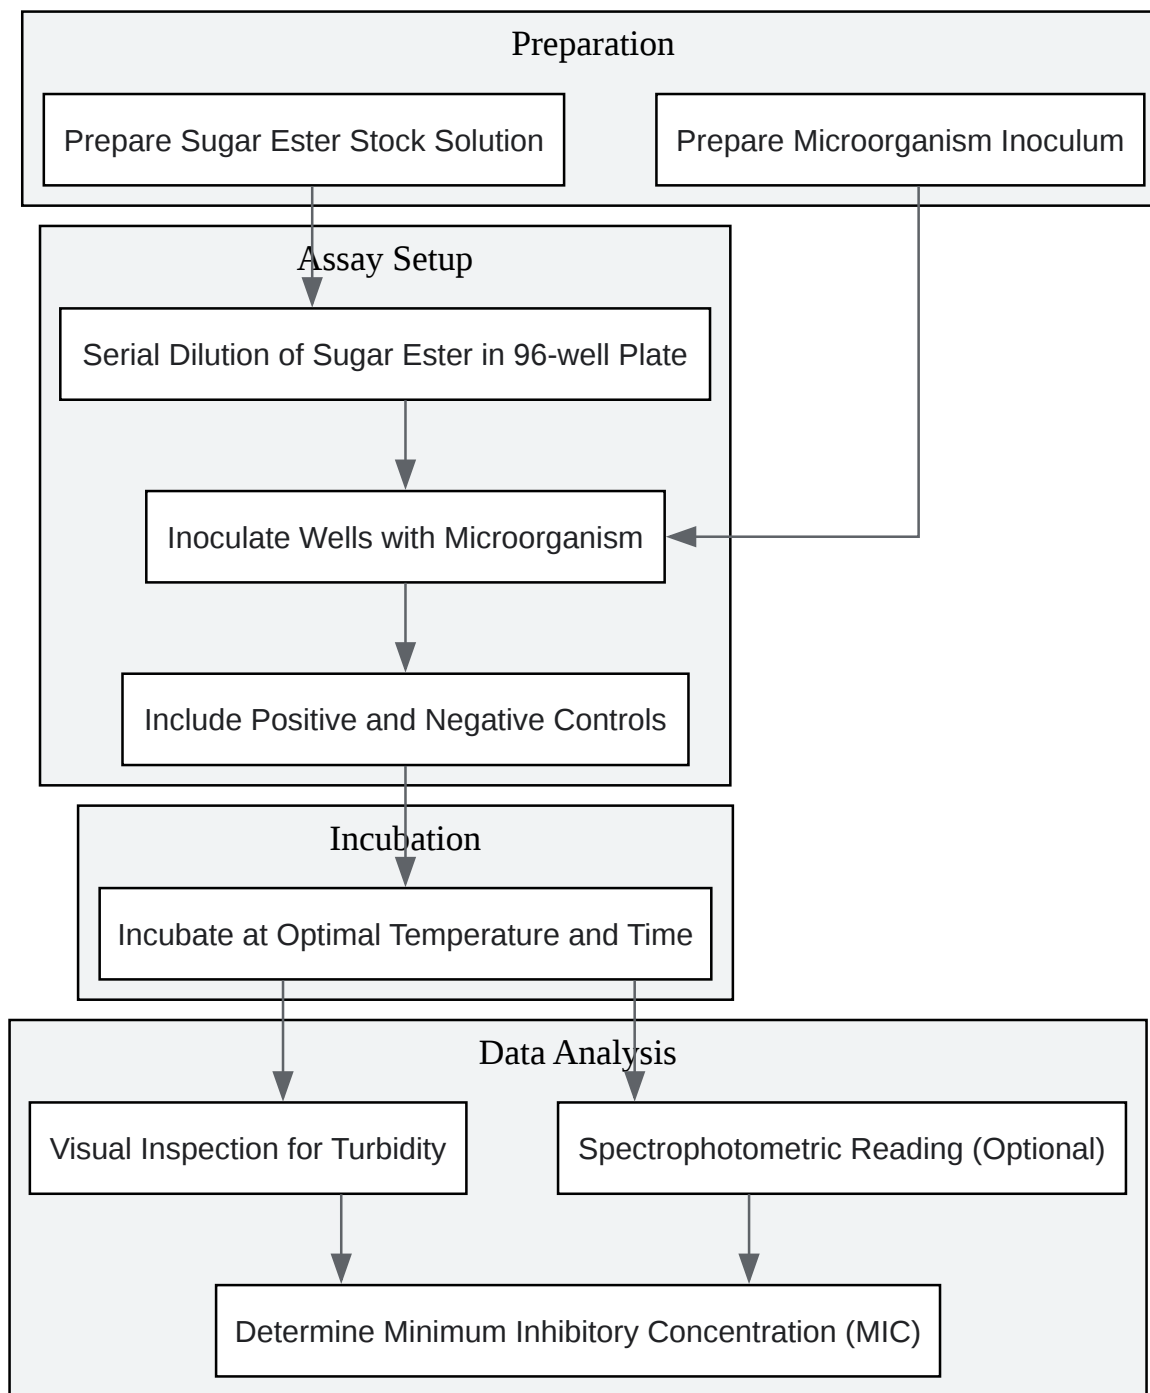 Preparation
Prepare Sugar Ester Stock Solution
Prepare Microorganism Inoculum
Assay Setup
Serial Dilution of Sugar Ester in 96-well Plate
Inoculate Wells with Microorganism
Include Positive and Negative Controls
Incubation
Incubate at Optimal Temperature and Time
Data Analysis
Visual Inspection for Turbidity
Spectrophotometric Reading (Optional)
Determine Minimum Inhibitory Concentration (MIC)